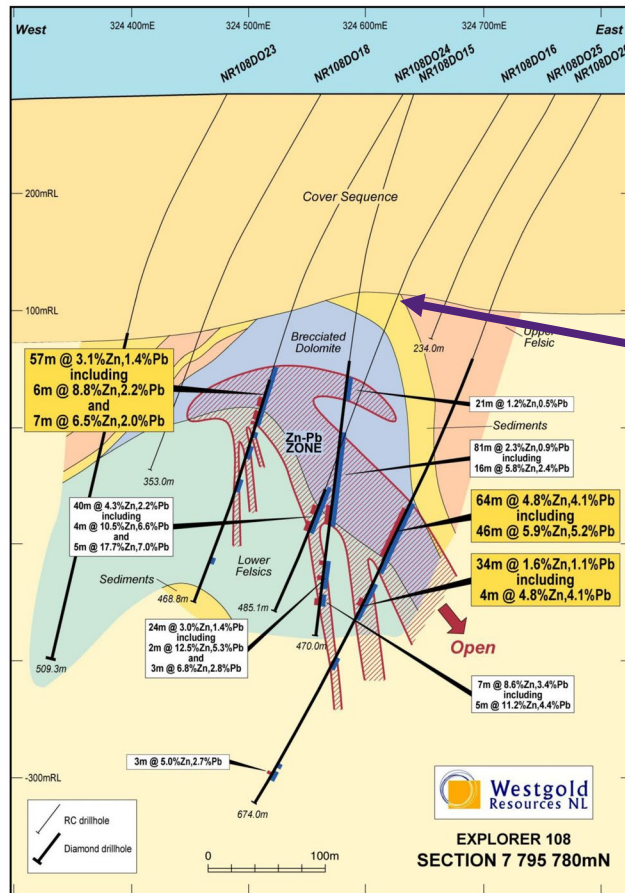 324 400mE
324 500mE
324 600mE
324 700mE
West
East
NR108DO23
NR108DO18
NR108DO24
NR108DO15
NR108DO16
NR108DO25
200mRL
Cover Sequence
100mRL
Brecciated
Dolomite
234.0m
Upper
Felsic
57m @ 3.1%Zn,1.4%Pb
including
6m @ 8.8%Zn,2.2%Pb
and
7m @ 6.5%Zn,2.0%Pb
21m @ 1.2%Zn,0.5%Pb
Sediments
Zn-Pb
ZONE
81m @ 2.3%Zn,0.9%Pb
including
16m @ 5.8%Zn,2.4%Pb
353.0m
40m @ 4.3%Zn,2.2%Pb
including
4m @ 10.5%Zn,6.6%Pb
and
5m @ 17.7%Zn,7.0%Pb
64m @ 4.8%Zn,4.1%Pb
including
46m @ 5.9%Zn,5.2%Pb
Lower
Felsics
34m @ 1.6%Zn,1.1%Pb
including
4m @ 4.8%Zn,4.1%Pb
Sediments
468.8m
485.1m
24m @ 3.0%Zn,1.4%Pb
including
2m @ 12.5%Zn,5.3%Pb
and
3m @ 6.8%Zn,2.8%Pb
470.0m
Open
509.3m
7m @ 8.6%Zn,3.4%Pb
including
5m @ 11.2%Zn,4.4%Pb
3m @ 5.0%Zn,2.7%Pb
-300mRL
674.0m
Westgold
Resources NL
RC drillhole
Diamond drillhole
0
100m
EXPLORER 108
SECTION 7 795 780mN